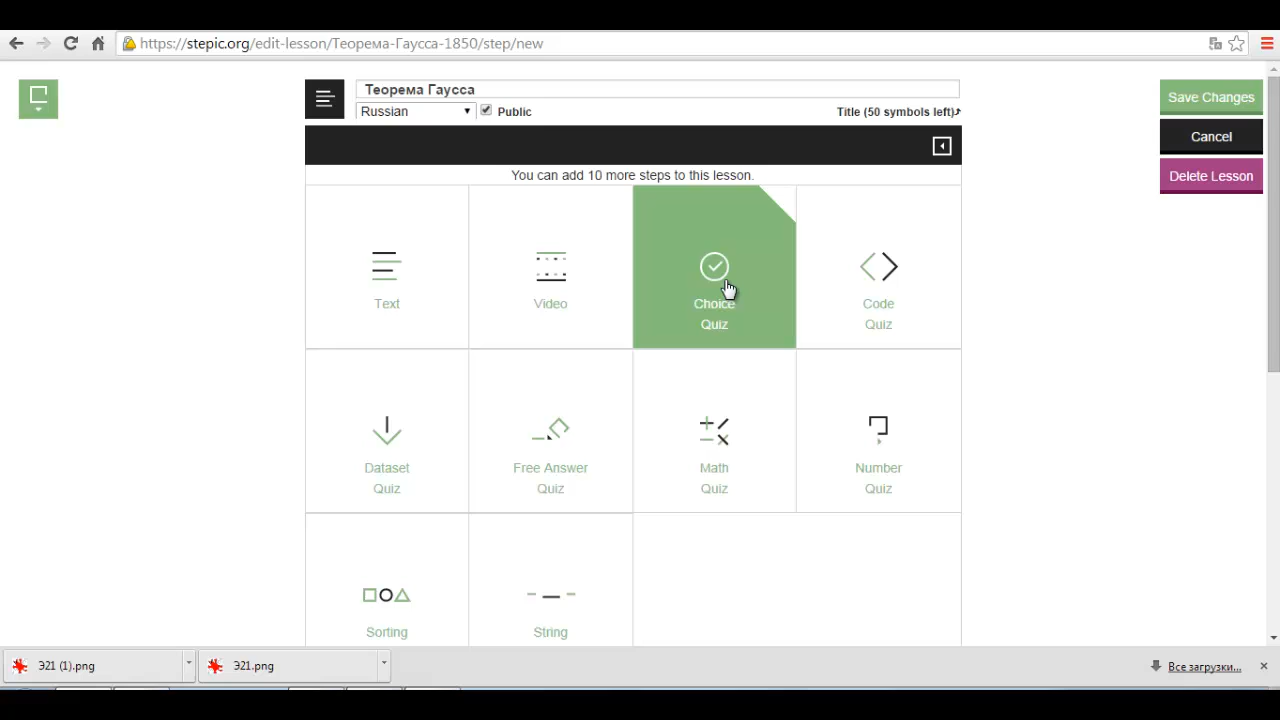 https://stepic.org/edit-lesson/Теорема-Гаусса-1850/step/new
Теорема Гаусса
Russian
Public
Title (50 symbols left)
Save Changes
Cancel
Delete Lesson
You can add 10 more steps to this lesson.
Text
Video
Choice
Quiz
Code
Quiz
Dataset
Quiz
Free Answer
Quiz
Math
Quiz
Number
Quiz
Sorting
String
Э21 (1).png
Э21.png
Все загрузки...